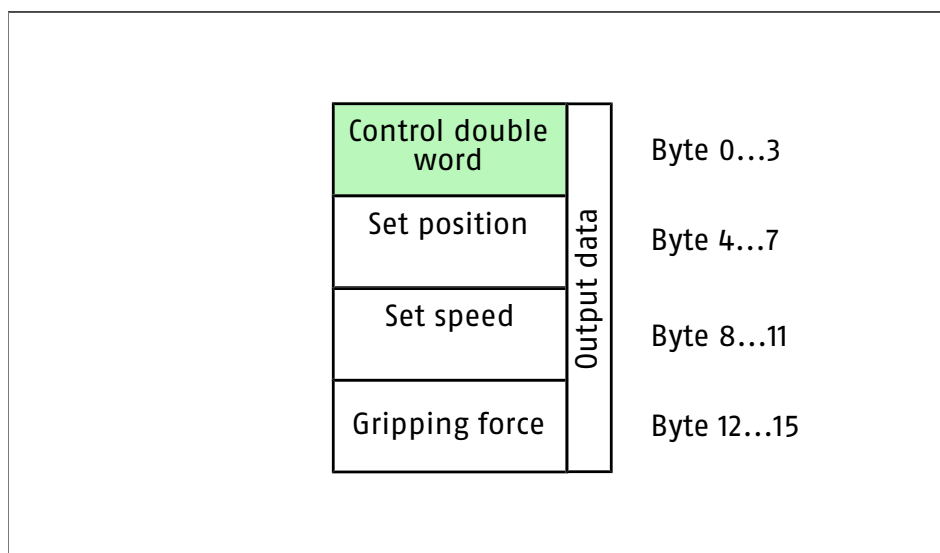 Control double
word
Byte 0...3
Set position
Byte 4...7
Set speed
Byte 8...11
Gripping force
Byte 12...15
Output data